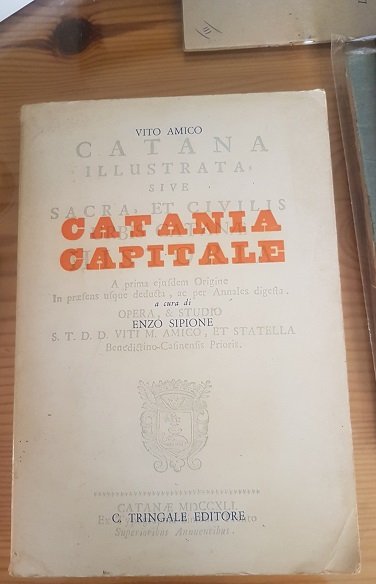 VITO AMICO
CATANA
ILLUSTRATA,
SIVE
SACRA, ET CIVILIS
CATANIA
CAPITALE
A prima ejusdem Origine
In præsens usque deducta, ac per Annales digesta.
a cura di
OPERA, & STUDIO
ENZO SIPIONE
S. T. D. D. VITI M. AMICO, ET STATELLA
Benedictino-Casinensis Prioris.
CATANÆ MDCCXLI.
C. TRINGALE EDITORE
Superioribus Annuentibus.